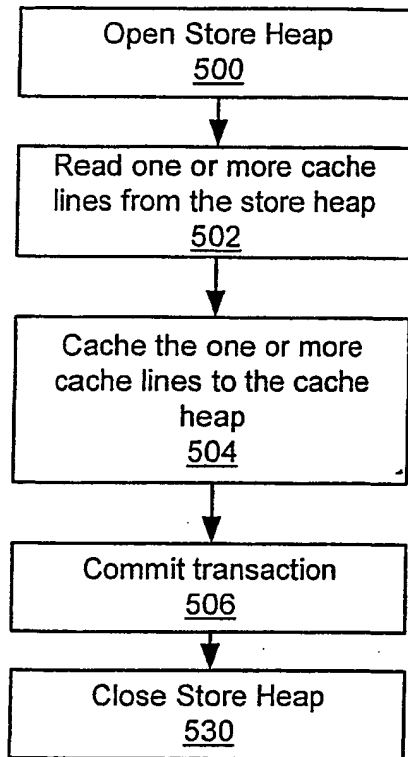 Open Store Heap
500
Read one or more cache
lines from the store heap
502
Cache the one or more
cache lines to the cache
heap
504
Commit transaction
506
Close Store Heap
530